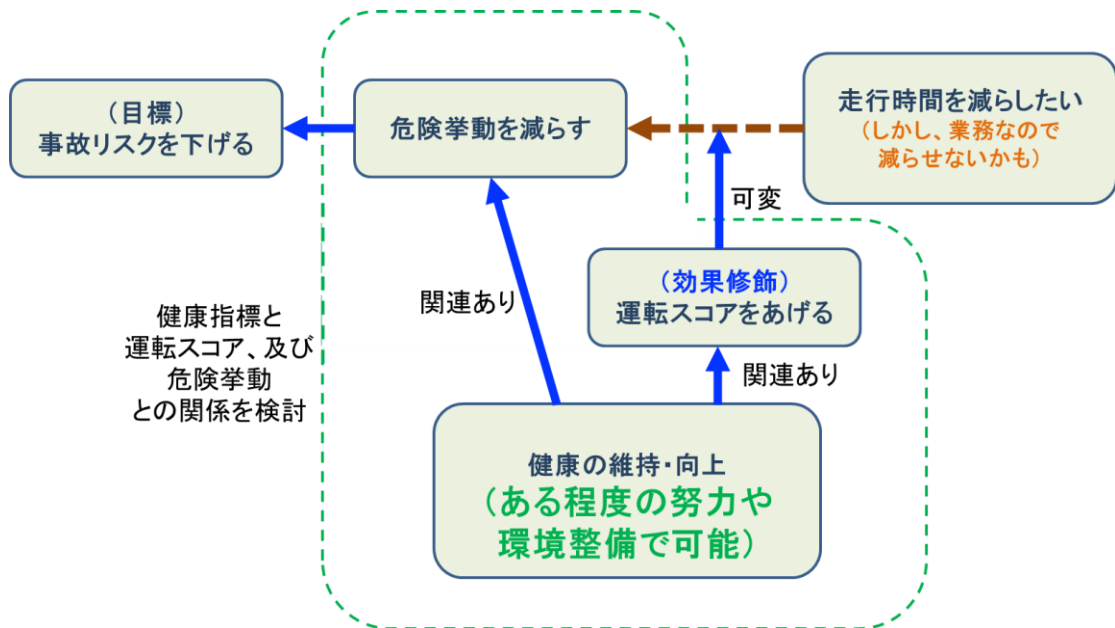 （目標）
事故リスクを下げる
危険挙動を減らす
走行時間を減らしたい
（しかし、業務なので
減らせないかも）
可変
（効果修飾）
運転スコアをあげる
関連あり
関連あり
健康指標と
運転スコア、及び
危険挙動
との関係を検討
健康の維持・向上
（ある程度の努力や
環境整備で可能）